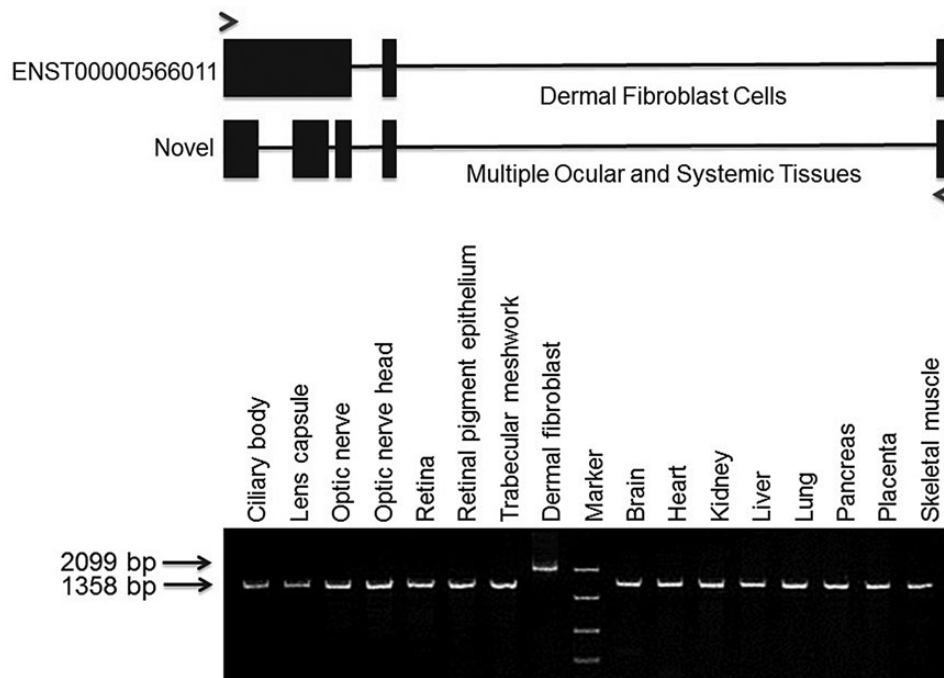 ENST00000566011
Dermal Fibroblast Cells
Novel
Multiple Ocular and Systemic Tissues
Ciliary body
Lens capsule
Optic nerve
Optic nerve head
Retina
Retinal pigment epithelium
Trabecular meshwork
Dermal fibroblast
Marker
Brain
Heart
Kidney
Liver
Lung
Pancreas
Placenta
Skeletal muscle
2099 bp
1358 bp